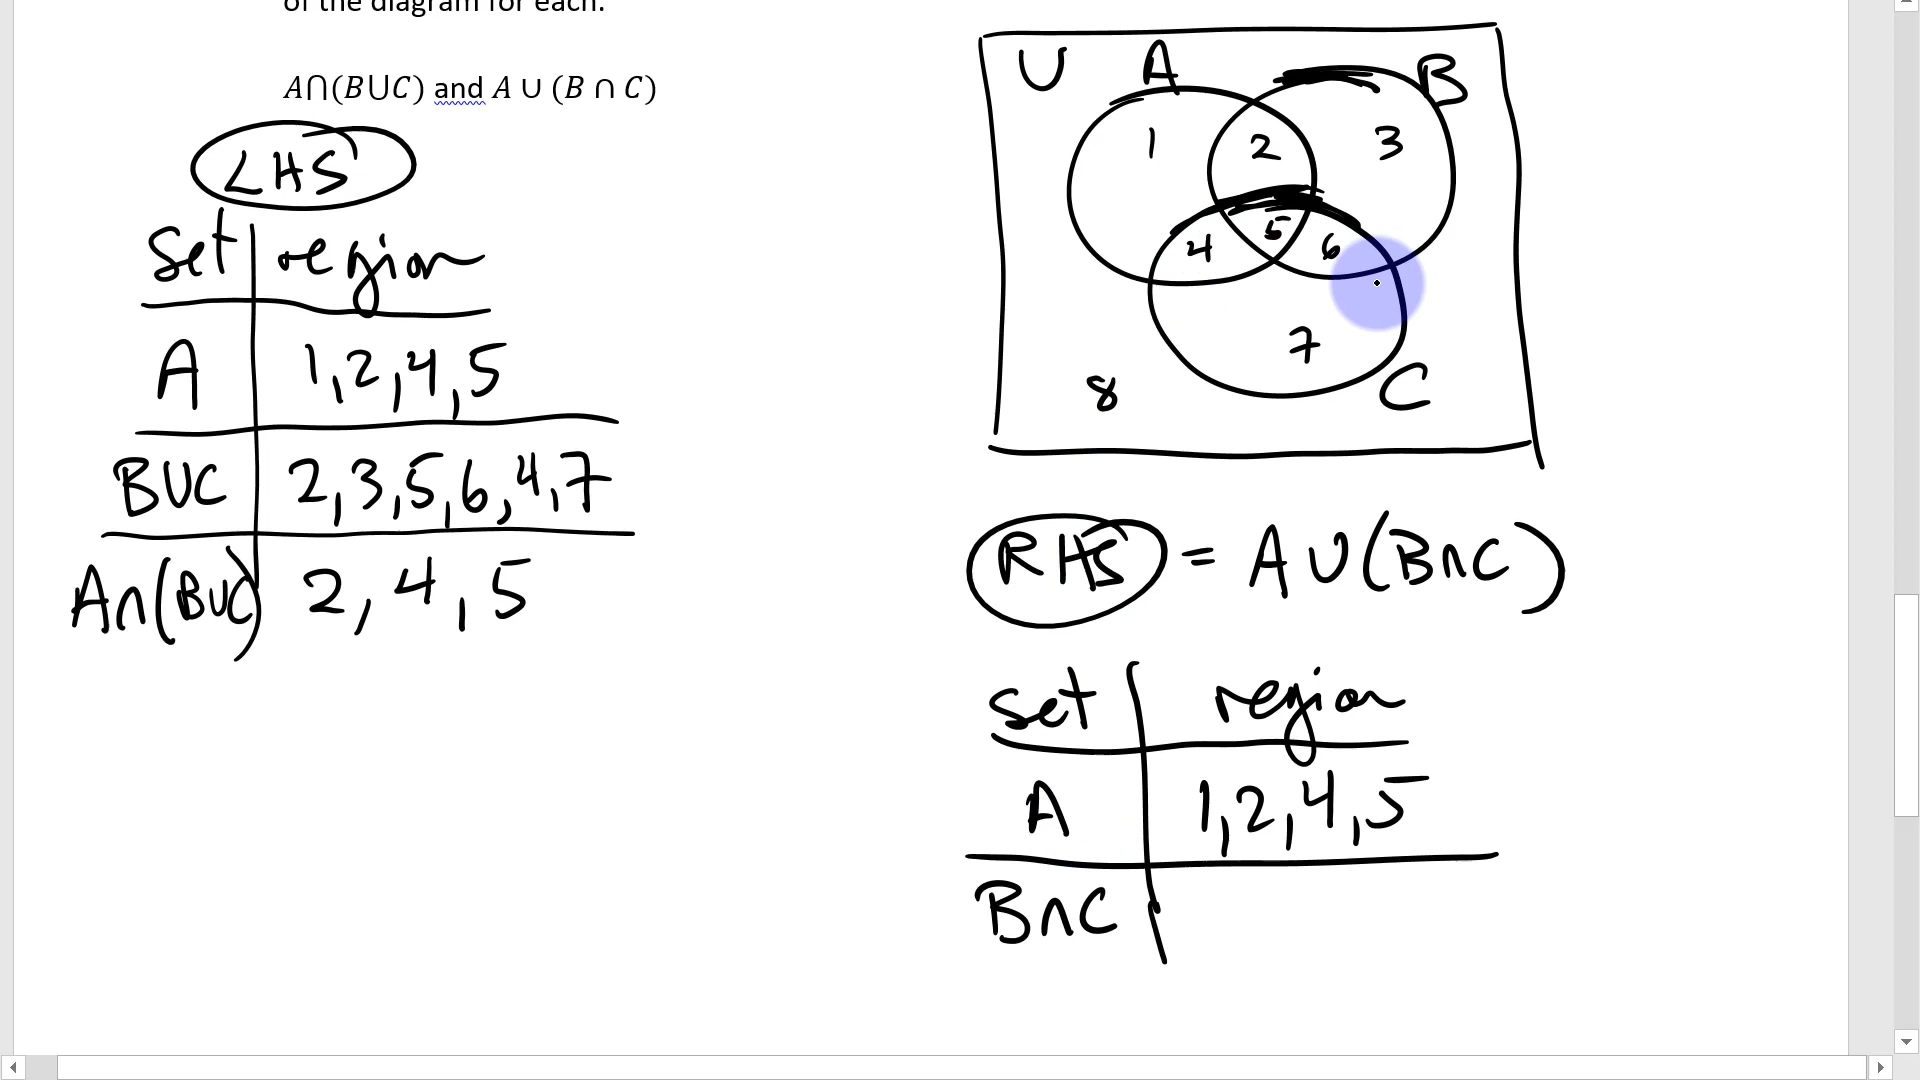 of the diagram for each.
A∩(B∪C) and A ∪ (B ∩ C)
LHS
Set region
A 1,2,4,5
B∪C 2,3,5,6,4,7
A∩(B∪C) 2,4,5
U A B
1 2 3
4 5 6
7
8 C
RHS = A∪(B∩C)
set region
A 1,2,4,5
B∩C